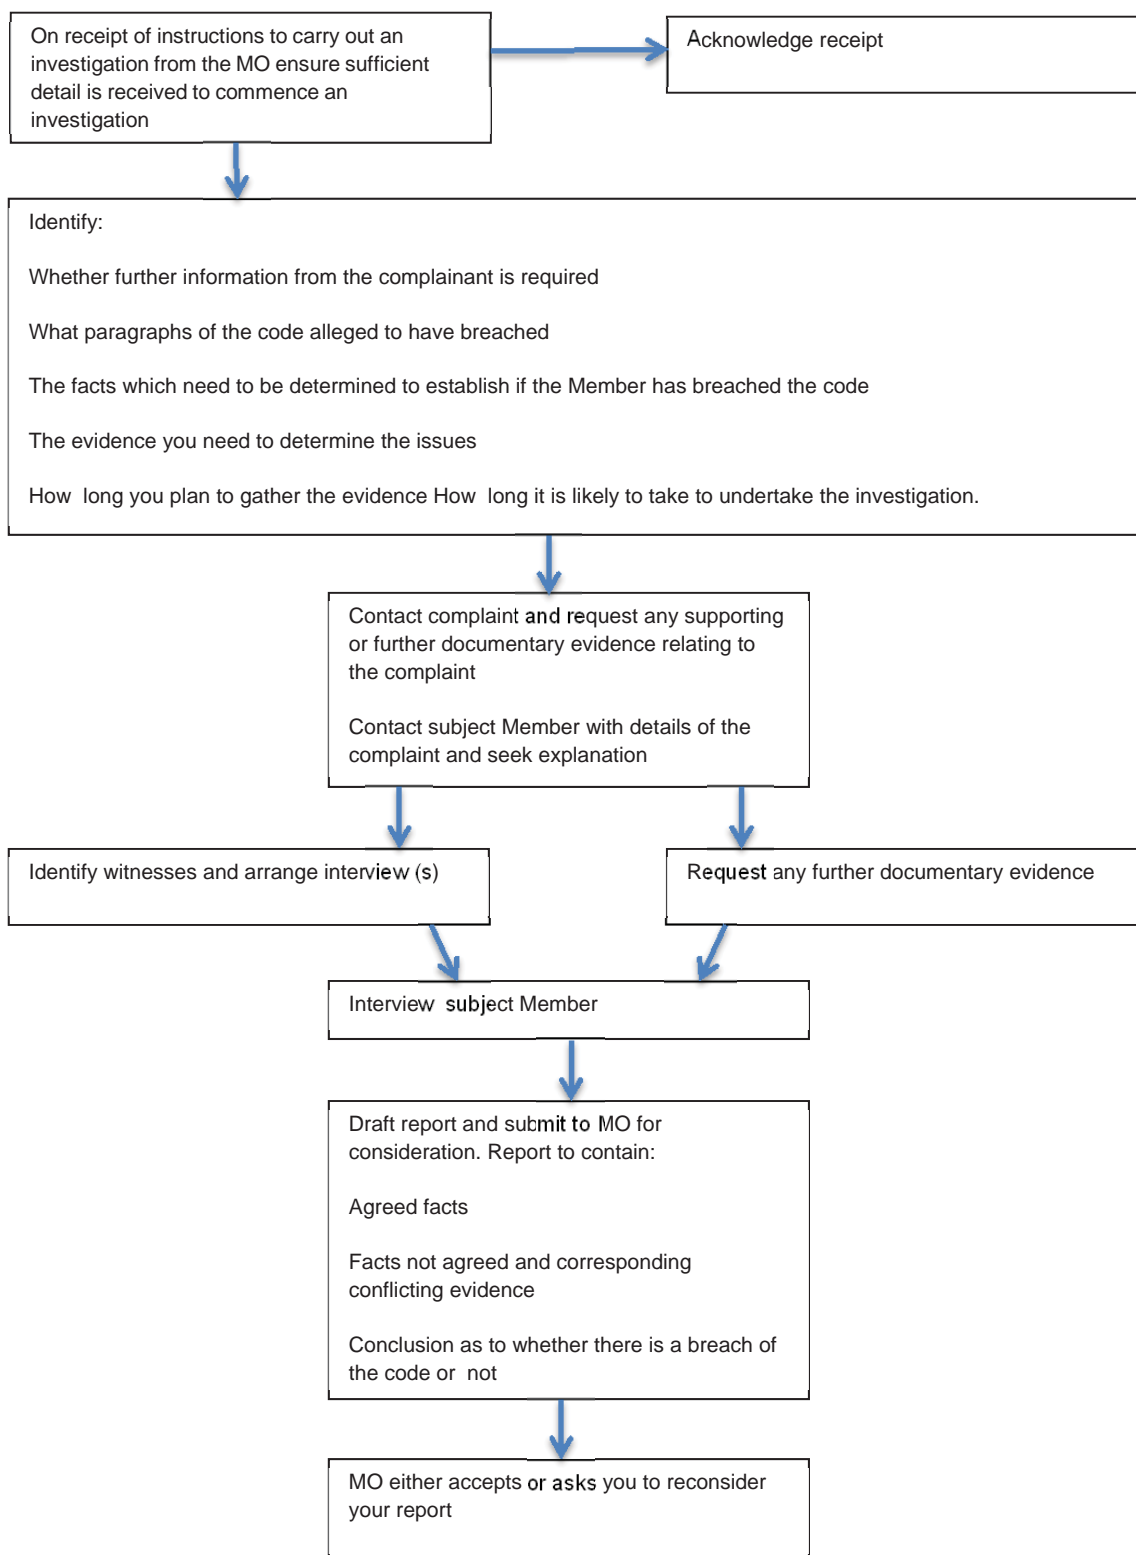 On receipt of instructions to carry out an
investigation from the MO ensure sufficient
detail is received to commence an
investigation
Acknowledge receipt
Identify:
Whether further information from the complainant is required
What paragraphs of the code alleged to have breached
The facts which need to be determined to establish if the Member has breached the code
The evidence you need to determine the issues
How long you plan to gather the evidence How long it is likely to take to undertake the investigation.
Contact complaint and request any supporting
or further documentary evidence relating to
the complaint
Contact subject Member with details of the
complaint and seek explanation
Identify witnesses and arrange interview (s)
Request any further documentary evidence
Interview subject Member
Draft report and submit to MO for
consideration. Report to contain:
Agreed facts
Facts not agreed and corresponding
conflicting evidence
Conclusion as to whether there is a breach of
the code or not
MO either accepts or asks you to reconsider
your report